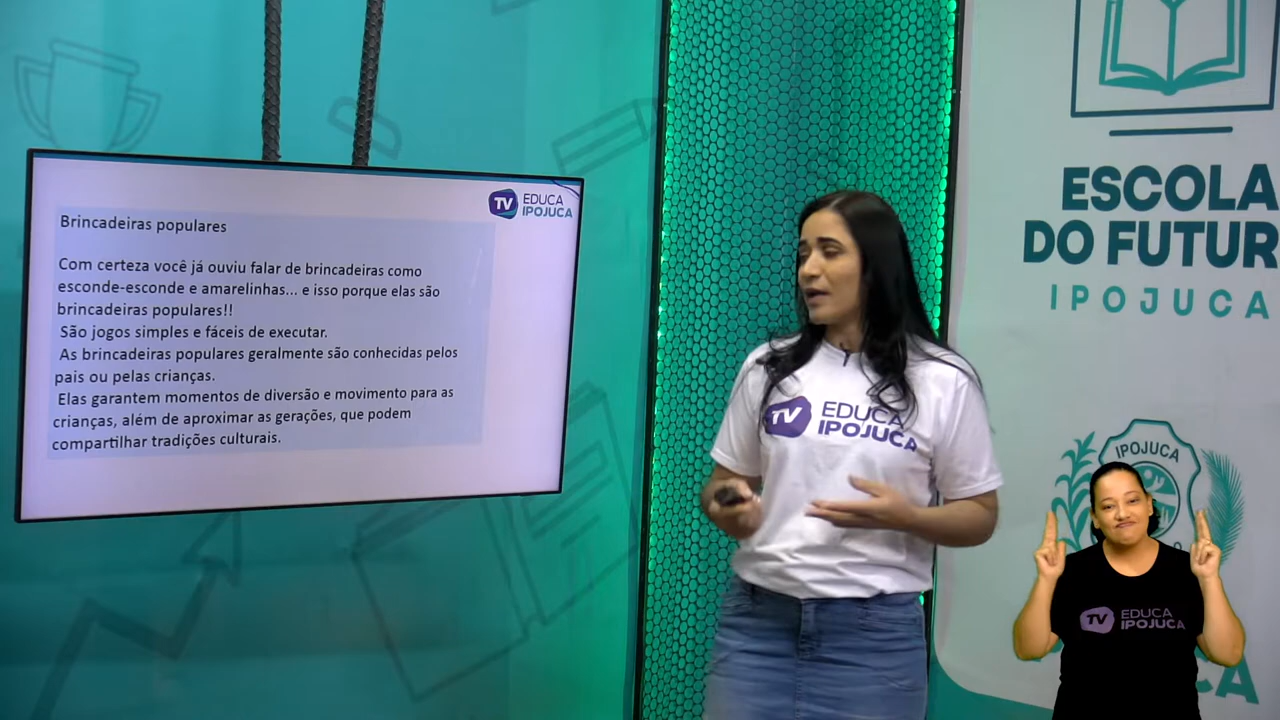 TV EDUCA
IPOJUCA
Brincadeiras populares
Com certeza você já ouviu falar de brincadeiras como
esconde-esconde e amarelinhas... e isso porque elas são
brincadeiras populares!!
São jogos simples e fáceis de executar.
As brincadeiras populares geralmente são conhecidas pelos
pais ou pelas crianças.
Elas garantem momentos de diversão e movimento para as
crianças, além de aproximar as gerações, que podem
compartilhar tradições culturais.
TV EDUCA
IPOJUCA
ESCOLA
DO FUTUR
IPOJUCA
IPOJUCA
TV EDUCA
IPOJUCA